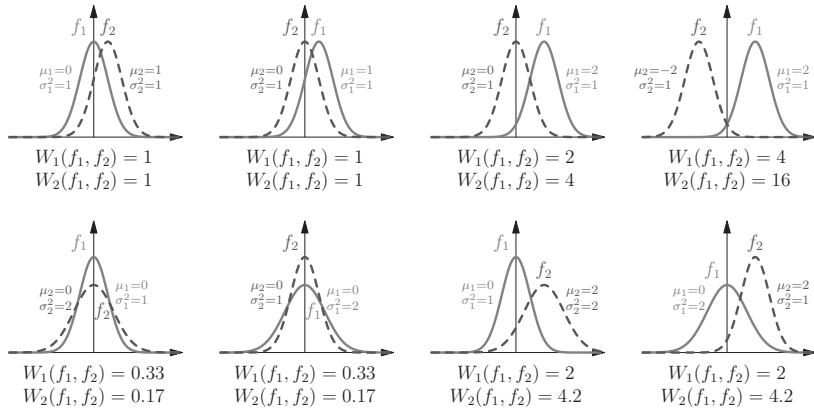 f₁ f₂
μ₁=0
σ₁²=1
μ₂=1
σ₂²=1
W₁(f₁, f₂) = 1
W₂(f₁, f₂) = 1
f₂ f₁
μ₂=0
σ₂²=1
μ₁=1
σ₁²=1
W₁(f₁, f₂) = 1
W₂(f₁, f₂) = 1
f₂ f₁
μ₂=0
σ₂²=1
μ₁=2
σ₁²=1
W₁(f₁, f₂) = 2
W₂(f₁, f₂) = 4
f₂ f₁
μ₂=−2
σ₂²=1
μ₁=2
σ₁²=1
W₁(f₁, f₂) = 4
W₂(f₁, f₂) = 16
f₁
μ₂=0
σ₂²=2
μ₁=0
σ₁²=1
f₂
W₁(f₁, f₂) = 0.33
W₂(f₁, f₂) = 0.17
f₂
μ₂=0
σ₂²=1
μ₁=0
σ₁²=2
f₁
W₁(f₁, f₂) = 0.33
W₂(f₁, f₂) = 0.17
f₁
f₂
μ₁=0
σ₁²=1
μ₂=2
σ₂²=2
W₁(f₁, f₂) = 2
W₂(f₁, f₂) = 4.2
f₂
f₁
μ₁=0
σ₁²=2
μ₂=2
σ₂²=1
W₁(f₁, f₂) = 2
W₂(f₁, f₂) = 4.2